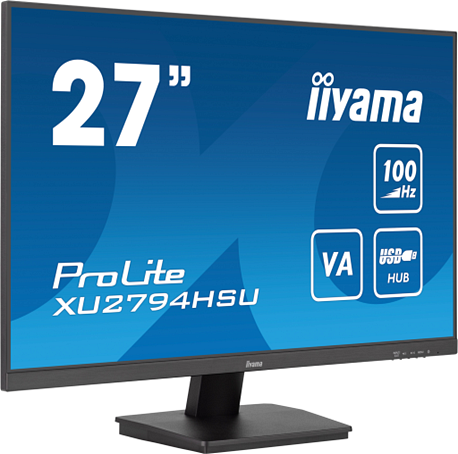 27”
iiyama
100
Hz
VA
USB
HUB
ProLite
XU2794HSU
iiyama